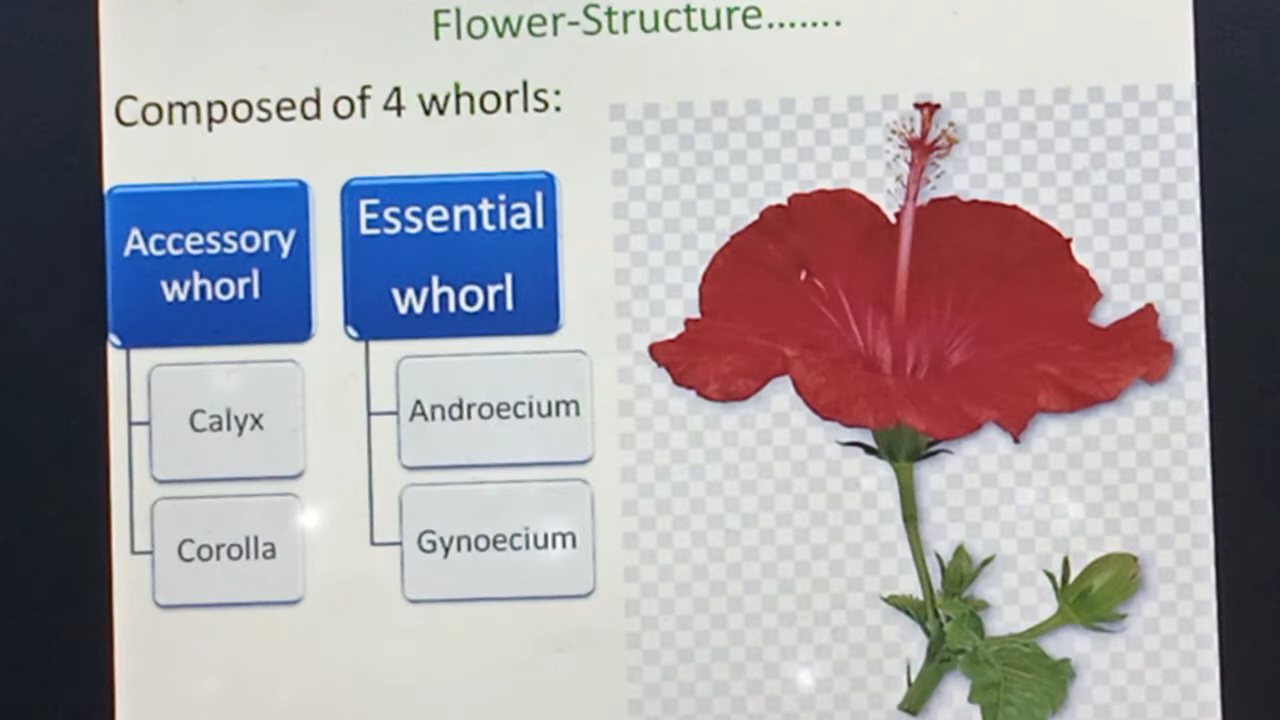 Flower-Structure.......
Composed of 4 whorls:
Accessory
whorl
Calyx
Corolla
Essential
whorl
Androecium
Gynoecium